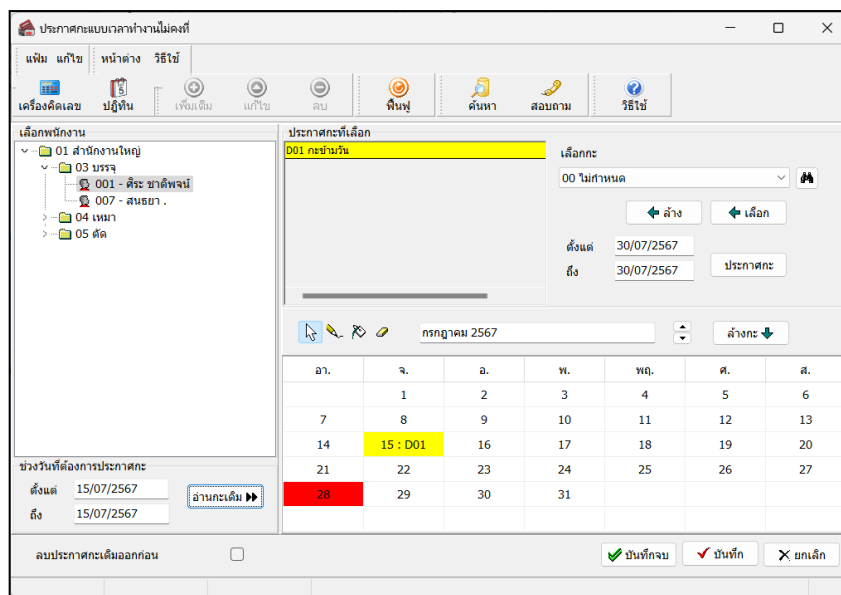 ประกาศกะแบบเวลาทำงานไม่คงที่
แฟ้ม แก้ไข หน้าต่าง วิธีใช้
เครื่องคิดเลข ปฏิทิน เพิ่มเติม แก้ไข ลบ ฟื้นฟู ค้นหา สอบถาม วิธีใช้
เลือกพนักงาน
01 สำนักงานใหญ่
03 บรรจุ
001 - ศิระ ชาติพจน์
007 - สนธยา .
04 เหมา
05 ตัด
ช่วงวันที่ต้องการประกาศกะ
ตั้งแต่ 15/07/2567
อ่านกะเดิม
ถึง 15/07/2567
ประกาศกะที่เลือก
D01 กะข้ามวัน
เลือกกะ
00 ไม่กำหนด
ล้าง เลือก
ตั้งแต่ 30/07/2567
ถึง 30/07/2567
ประกาศกะ
กรกฎาคม 2567 ล้างกะ
อา. จ. อ. พ. พฤ. ศ. ส.
1 2 3 4 5 6
7 8 9 10 11 12 13
14 15 : D01 16 17 18 19 20
21 22 23 24 25 26 27
28 29 30 31
ลบประกาศกะเดิมออกก่อน
บันทึกจบ บันทึก ยกเลิก